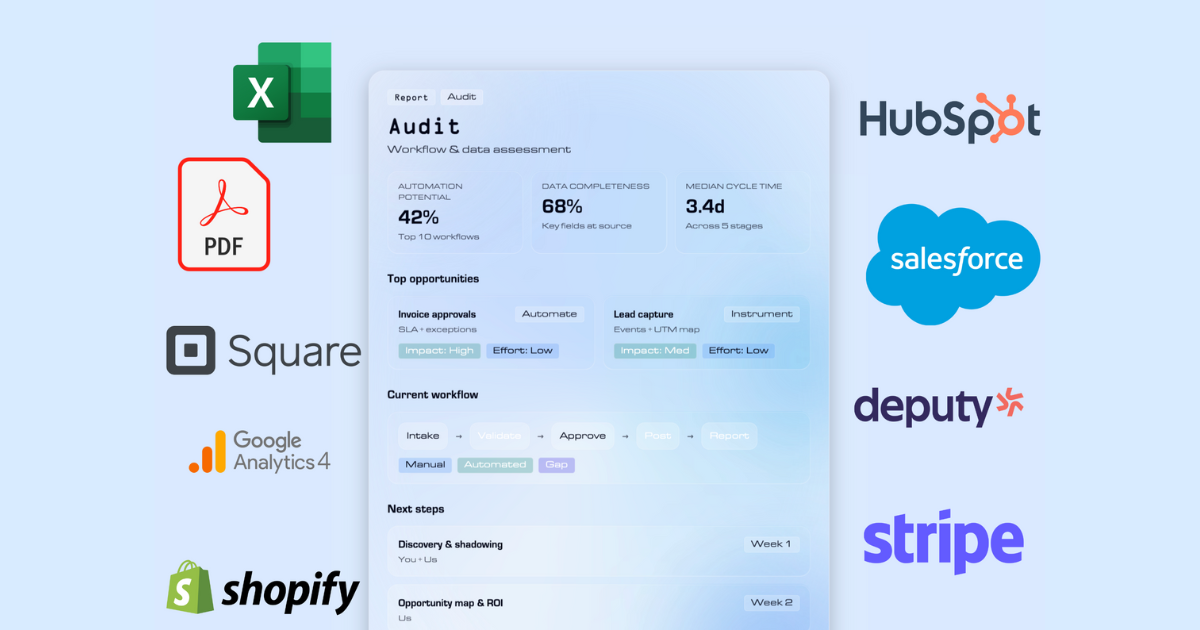 X
PDF
Square
Google
Analytics 4
shopify
Report Audit
Audit
Workflow & data assessment
AUTOMATION
POTENTIAL
42%
Top 10 workflows
DATA COMPLETENESS
68%
Key fields at source
MEDIAN CYCLE TIME
3.4d
Across 5 stages
Top opportunities
Invoice approvals Automate
SLA + exceptions
Impact: High Effort: Low
Lead capture Instrument
Events + UTM map
Impact: Med Effort: Low
Current workflow
Intake → Validate → Approve → Post → Report
Manual Automated Gap
Next steps
Discovery & shadowing Week 1
You + Us
Opportunity map & ROI Week 2
Us
HubSpot
salesforce
deputy
stripe